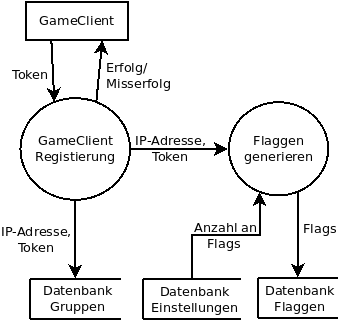 GameClient
Token
Erfolg/
Misserfolg
GameClient
Registierung
IP-Adresse,
Token
Flaggen
generieren
IP-Adresse,
Token
Anzahl an
Flags
Flags
Datenbank
Gruppen
Datenbank
Einstellungen
Datenbank
Flaggen